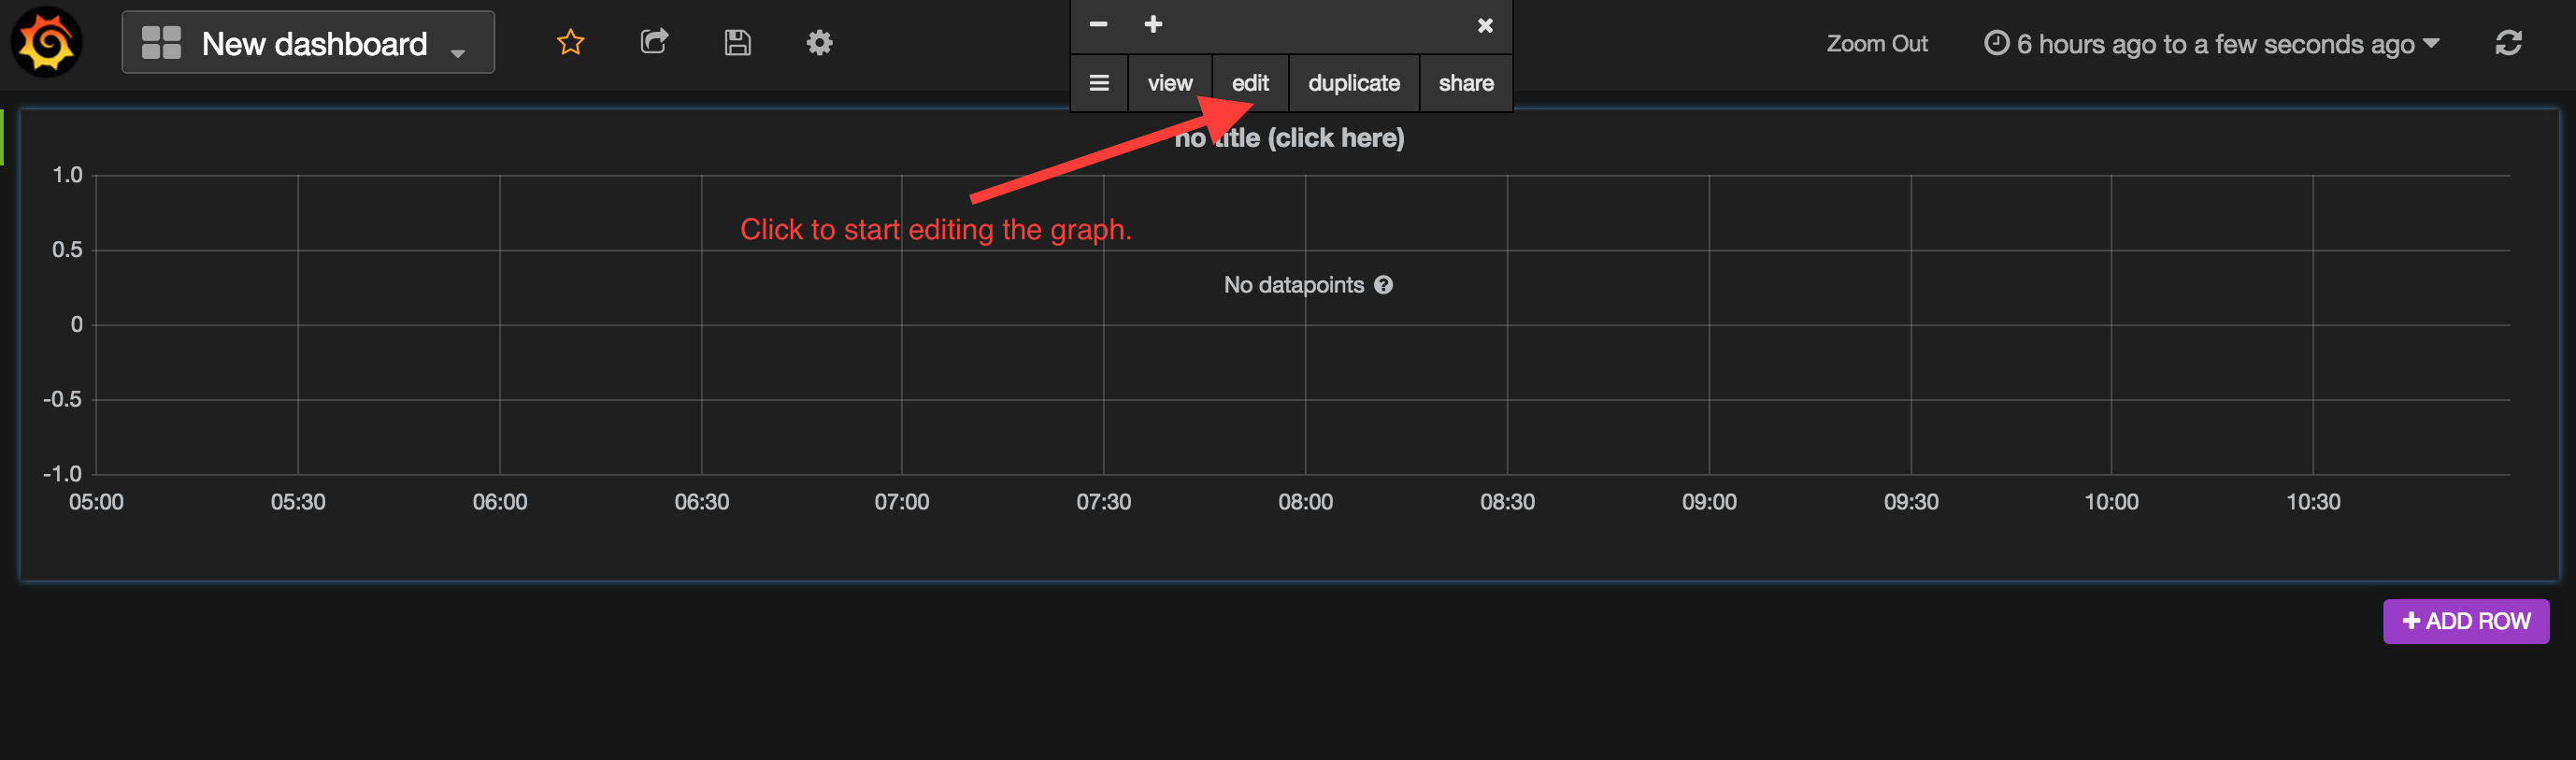 New dashboard
Zoom Out
6 hours ago to a few seconds ago
view edit duplicate share
no title (click here)
Click to start editing the graph.
No datapoints
1.0
0.5
0
-0.5
-1.0
05:00 05:30 06:00 06:30 07:00 07:30 08:00 08:30 09:00 09:30 10:00 10:30
+ ADD ROW